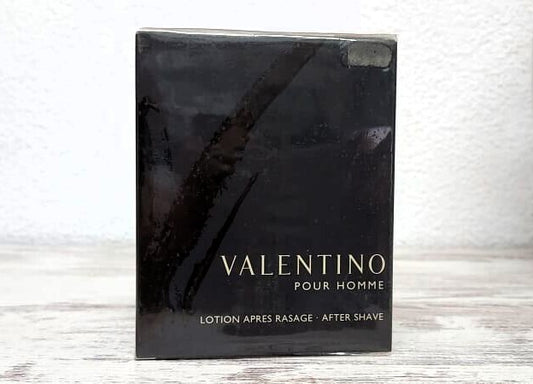 VALENTINO
POUR HOMME
LOTION APRES RASAGE · AFTER SHAVE